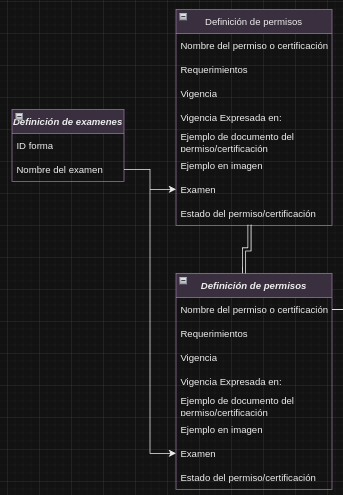 Definición de permisos
Nombre del permiso o certificación
Requerimientos
Vigencia
Vigencia Expresada en:
Ejemplo de documento del
permiso/certificación
Ejemplo en imagen
Examen
Estado del permiso/certificación
Definición de examenes
ID forma
Nombre del examen
Definición de permisos
Nombre del permiso o certificación
Requerimientos
Vigencia
Vigencia Expresada en:
Ejemplo de documento del
permiso/certificación
Ejemplo en imagen
Examen
Estado del permiso/certificación